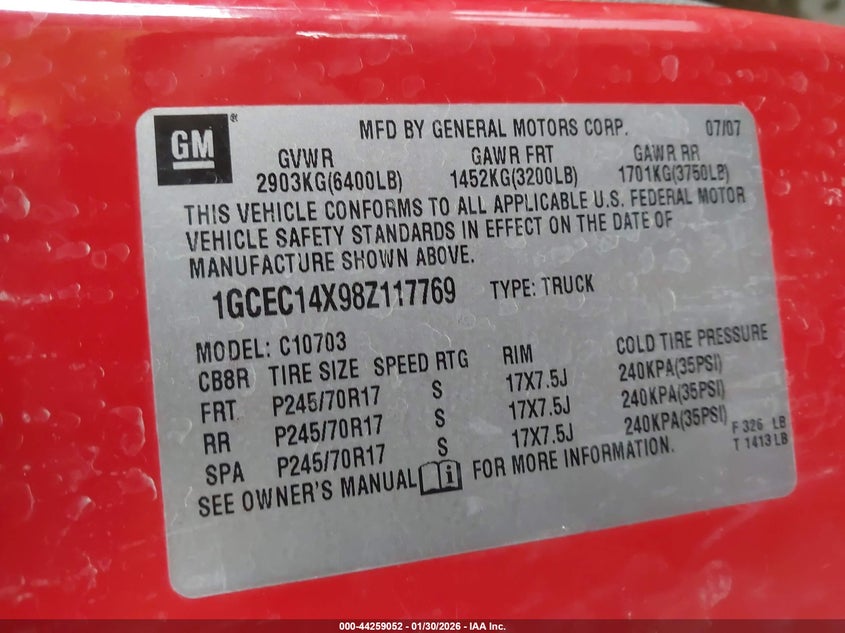 GM ® MFD BY GENERAL MOTORS CORP. 07/07
GVWR GAWR FRT GAWR RR
2903KG(6400LB) 1452KG(3200LB) 1701KG(3750LB)
THIS VEHICLE CONFORMS TO ALL APPLICABLE U.S. FEDERAL MOTOR
VEHICLE SAFETY STANDARDS IN EFFECT ON THE DATE OF
MANUFACTURE SHOWN ABOVE.
1GCEC14X98Z117769 TYPE: TRUCK
MODEL: C10703
CB8R TIRE SIZE SPEED RTG RIM COLD TIRE PRESSURE
FRT P245/70R17 S 17X7.5J 240KPA(35PSI)
RR P245/70R17 S 17X7.5J 240KPA(35PSI)
SPA P245/70R17 S 17X7.5J 240KPA(35PSI)
SEE OWNER'S MANUAL i FOR MORE INFORMATION.
F 326 LB
T 1413 LB
000-44259052 - 01/30/2026 - IAA Inc.